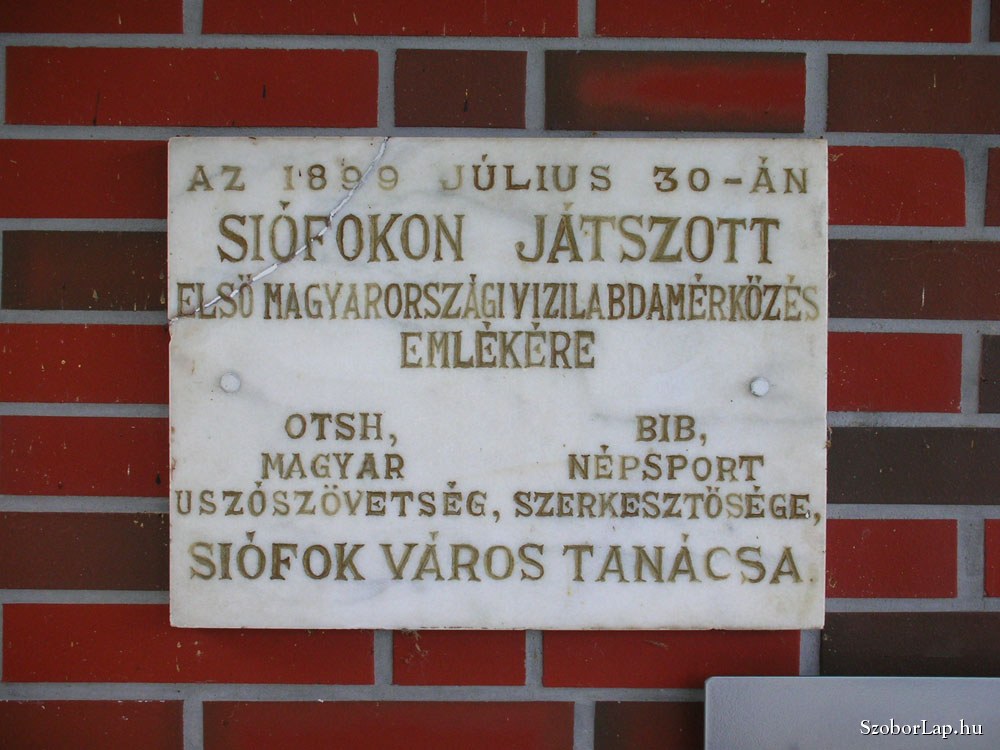 AZ 1899 JÚLIUS 30-ÁN
SIÓFOKON JÁTSZOTT
ELSŐ MAGYARORSZÁGI VIZILABDAMÉRKŐZÉS
EMLÉKÉRE
OTSH,
MAGYAR
USZÓSZÖVETSÉG,
BIB,
NÉPSPORT
SZERKESZTŐSÉGE,
SIÓFOK VÁROS TANÁCSA.
SzoborLap.hu